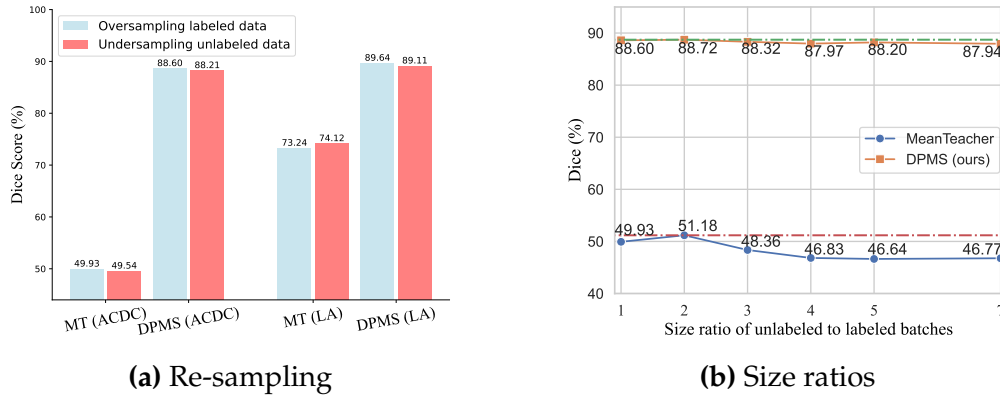 100
90
80
70
60
50
Dice Score (%)
Oversampling labeled data
Undersampling unlabeled data
49.93
49.54
88.60
88.21
73.24
74.12
89.64
89.11
MT (ACDC)
DPMS (ACDC)
MT (LA)
DPMS (LA)
(a) Re-sampling
90
80
70
60
50
40
Dice (%)
88.60
88.72
88.32
87.97
88.20
87.94
MeanTeacher
DPMS (ours)
49.93
51.18
48.36
46.83
46.64
46.77
1 2 3 4 5 7
Size ratio of unlabeled to labeled batches
(b) Size ratios